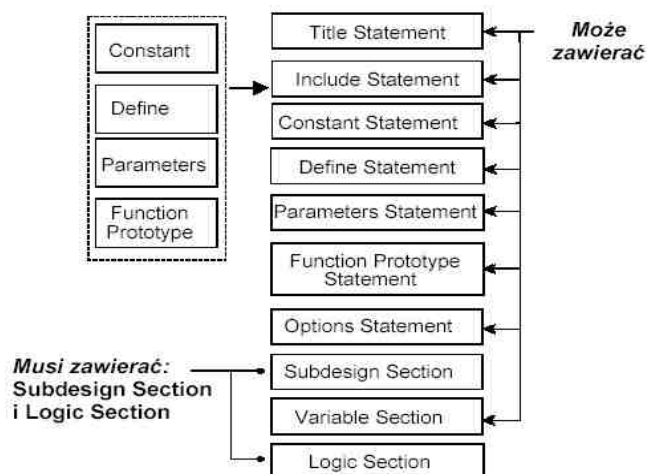 Constant
Define
Parameters
Function
Prototype
Title Statement
Include Statement
Constant Statement
Define Statement
Parameters Statement
Function Prototype
Statement
Options Statement
Subdesign Section
Variable Section
Logic Section
Może
zawierać
Musi zawierać:
Subdesign Section
i Logic Section